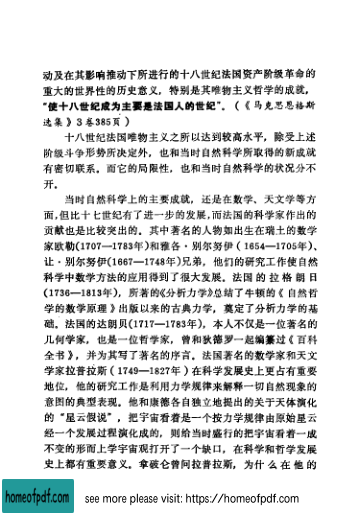 动及在其影响推动下所进行的十八世纪法国资产阶级革命的
重大的世界性的历史意义，特别是其唯物主义哲学的成就，
“使十八世纪成为主要是法国人的世纪”。（《马克思恩格斯
选集》3卷385页）
十八世纪法国唯物主义之所以达到较高水平，除受上述
阶级斗争形势所决定外，也和当时自然科学所取得的新成就
有密切联系。而它的局限性，也和当时自然科学的状况分不
开。
当时自然科学上的主要成就，还是在数学、天文学等方
面，但比十七世纪有了进一步的发展，而法国的科学家作出的
贡献也是比较突出的。其中著名的人物如出生在瑞土的数学
家欧勒(1707—1783年)和雅各·别尔努伊（1654—1705年）、
让·别尔努伊(1667—1748年)兄弟，他们的研究工作使自然
科学中数学方法的应用得到了很大发展。法国的拉格朗日
(1736—1813年)，所著的《分析力学》总结了牛顿的《自然哲
学的数学原理》出版以来的古典力学，奠定了分析力学的基
础。法国的达朗贝(1717—1783年)，本人不仅是一位著名的
几何学家，也是一位哲学家，曾和狄德罗一起编纂过《百科
全书》，并为其写了著名的序言。法国著名的数学家和天文
学家拉普拉斯（1749—1827年）在科学发展史上更占有重要
地位，他的研究工作是利用力学规律来解释一切自然现象的
意图的典型表现。他和康德各自独立地提出的关于天体演化
的“星云假说”，把宇宙看着是一个按力学规律由原始星云
经一个发展过程演化成的，则给当时盛行的把宇宙看着一成
不变的形而上学宇宙观打开了一个缺口，在科学和哲学发展
史上都有重要意义。拿破仑曾问拉普拉斯，为什么在他的
homeofpdf.com
see more please visit: https://homeofpdf.com